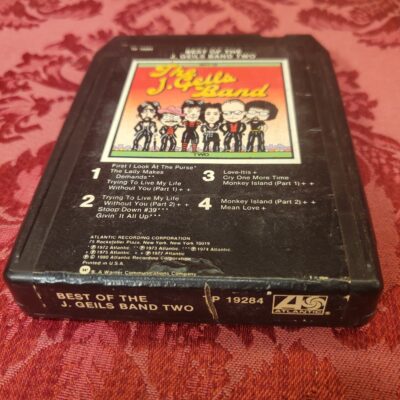 BEST OF THE
J. GEILS BAND TWO
The
J. Geils
Band
TWO
1 First I Look At The Purse*
The Lady Makes
Demands**
Trying To Live My Life
Without You (Part 1)++
2 Trying To Live My Life
Without You (Part 2)++
Stoop Down #39***
Givin' It All Up***
3 Love-Itis+
Cry One More Time
Monkey Island (Part 1)++
4 Monkey Island (Part 2)++
Mean Love+
ATLANTIC RECORDING CORPORATION
75 Rockefeller Plaza, New York, New York 10019
℗ 1980 Atlantic Recording Corporation
Printed in U.S.A.
A Warner Communications Company
BEST OF THE
J. GEILS BAND TWO
P 19284
ATLANTIC